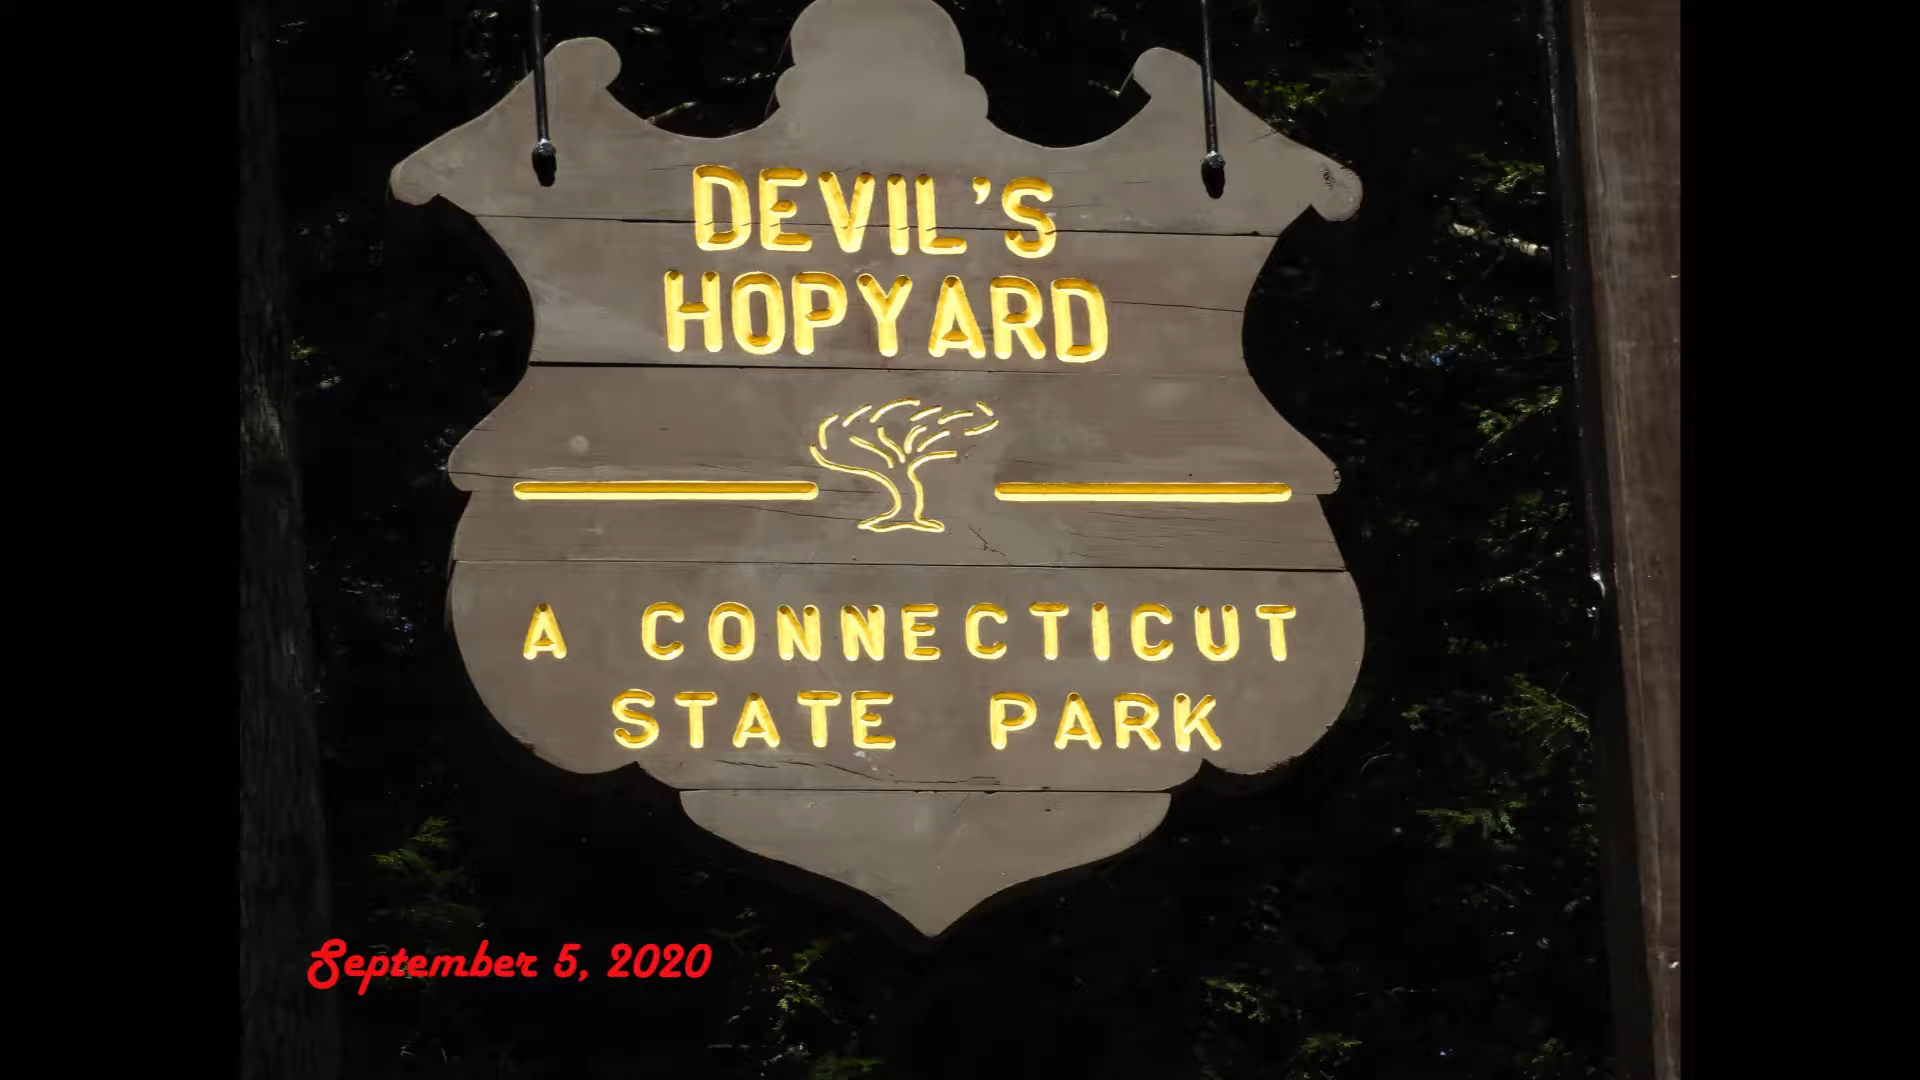 DEVIL'S
HOPYARD
A CONNECTICUT
STATE PARK
September 5, 2020